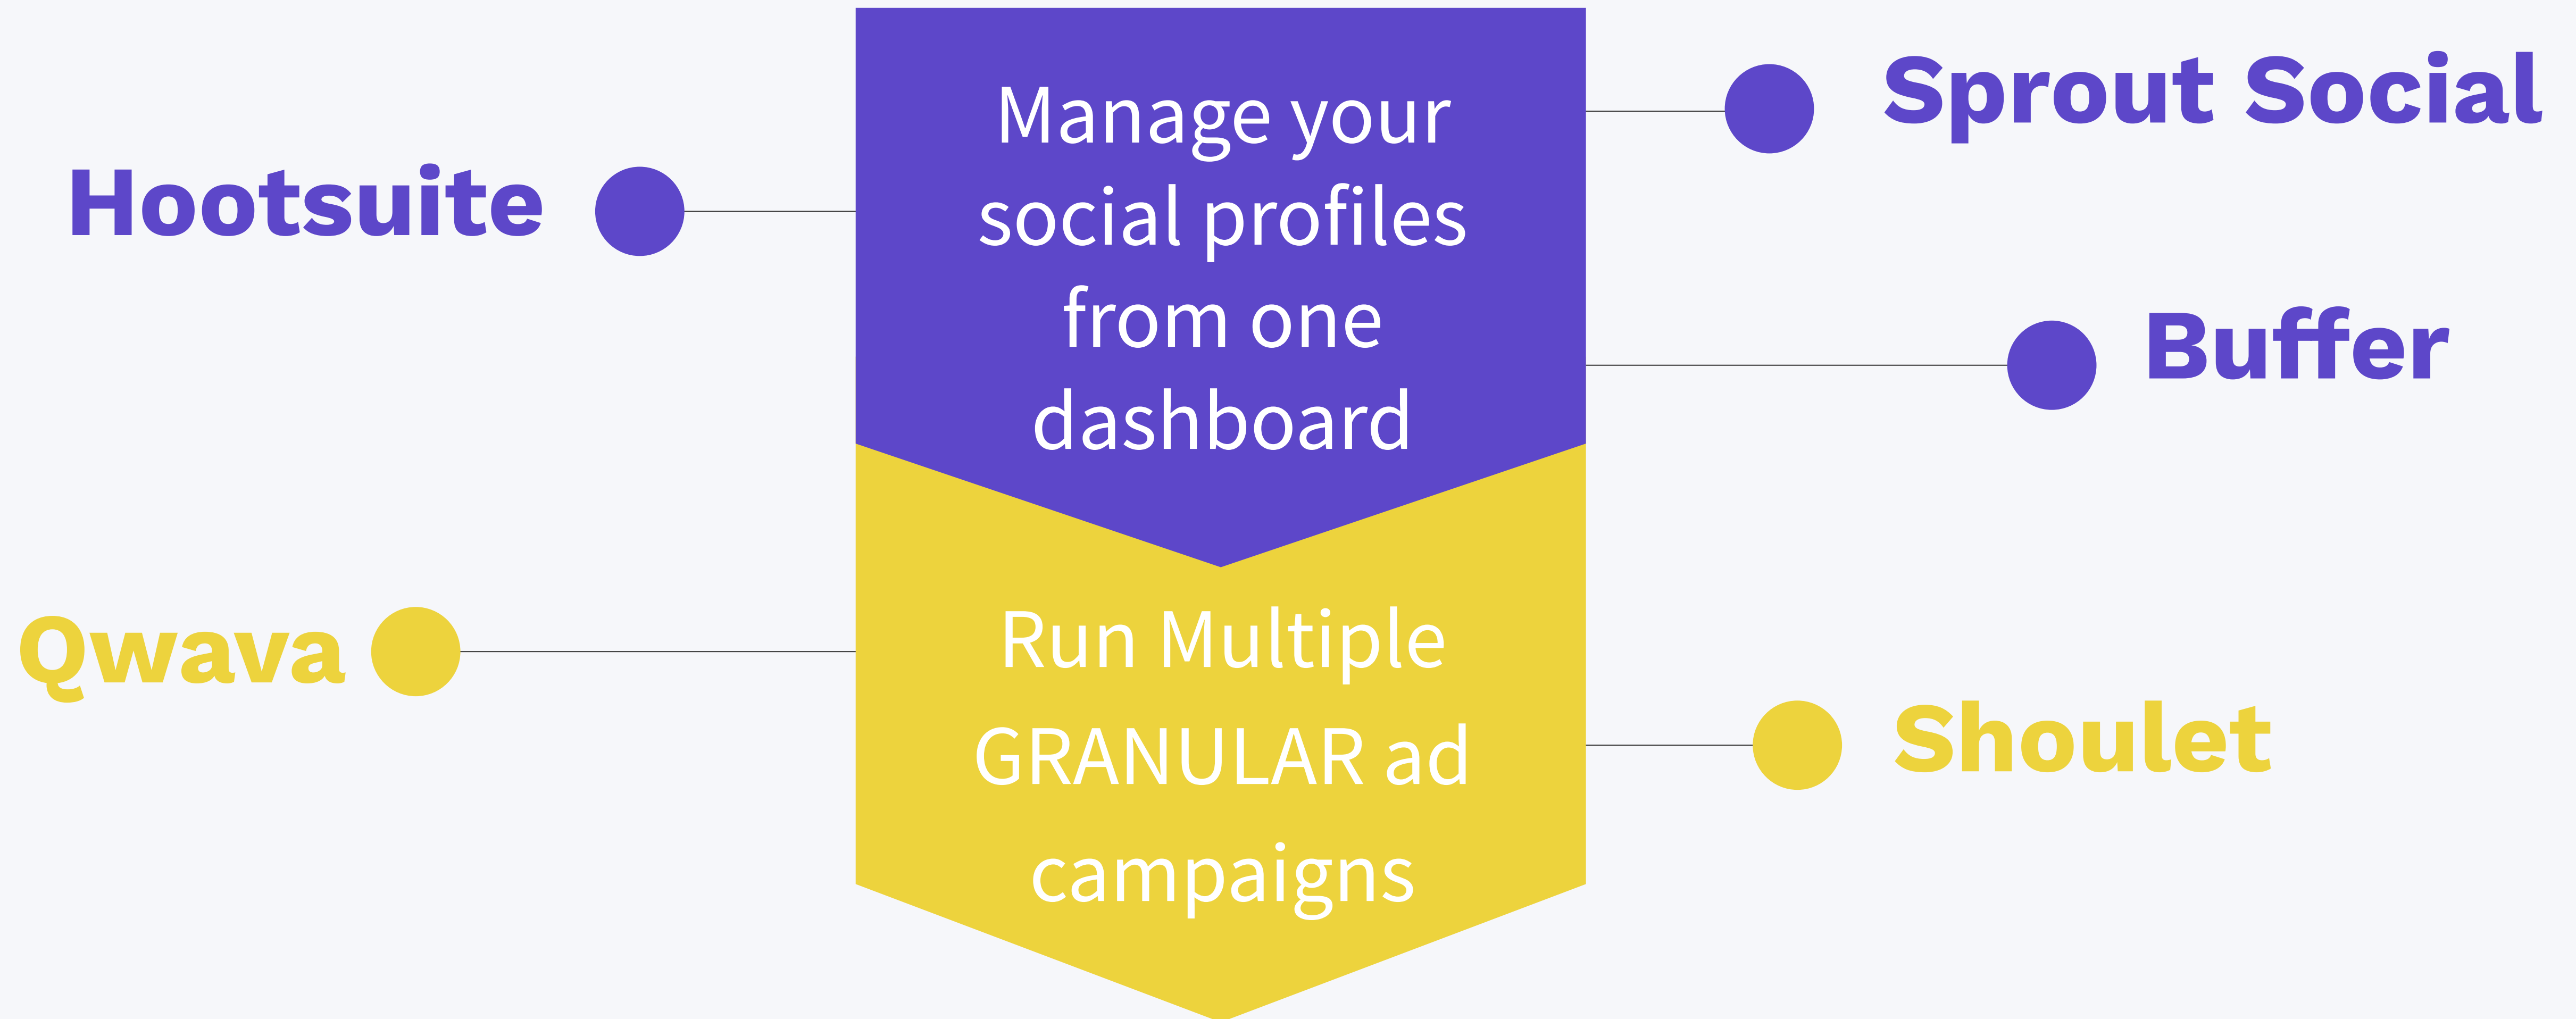 Manage your
social profiles
from one
dashboard
Hootsuite
Sprout Social
Buffer
Run Multiple
GRANULAR ad
campaigns
Qwava
Shoulet